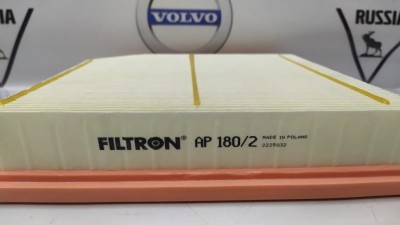 VOLVO
RUSSIA
FILTRON® AP 180/2
MADE IN POLAND